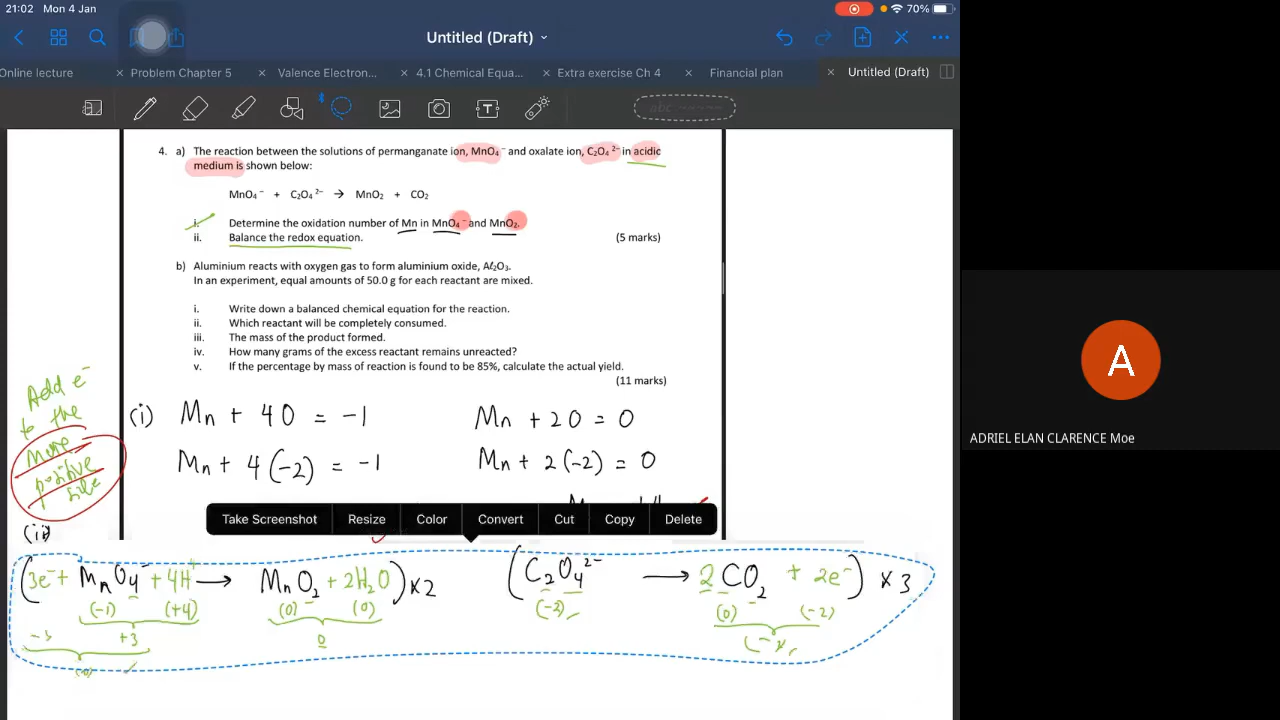 21:02 Mon 4 Jan
70%
Untitled (Draft)
Online lecture
Problem Chapter 5
Valence Electron...
4.1 Chemical Equa...
Extra exercise Ch 4
Financial plan
Untitled (Draft)
4. a) The reaction between the solutions of permanganate ion, MnO₄⁻ and oxalate ion, C₂O₄²⁻ in acidic
medium is shown below:
MnO₄⁻ + C₂O₄²⁻ → MnO₂ + CO₂
i. Determine the oxidation number of Mn in MnO₄⁻ and MnO₂.
ii. Balance the redox equation. (5 marks)
b) Aluminium reacts with oxygen gas to form aluminium oxide, Aℓ₂O₃.
In an experiment, equal amounts of 50.0 g for each reactant are mixed.
i. Write down a balanced chemical equation for the reaction.
ii. Which reactant will be completely consumed.
iii. The mass of the product formed.
iv. How many grams of the excess reactant remains unreacted?
v. If the percentage by mass of reaction is found to be 85%, calculate the actual yield.
(11 marks)
Add e⁻
to the
more
positive
side
(i) Mn + 4O = -1 Mn + 2O = 0
Mn + 4(-2) = -1 Mn + 2(-2) = 0
Take Screenshot Resize Color Convert Cut Copy Delete
(ii)
(3e⁻ + MnO₄⁻ + 4H⁺ → MnO₂ + 2H₂O) × 2 (C₂O₄²⁻ → 2CO₂ + 2e⁻) × 3
(-1) (+4) (0) (0) (-2) (0) (-2)
-3 +3 0
A
ADRIEL ELAN CLARENCE Moe